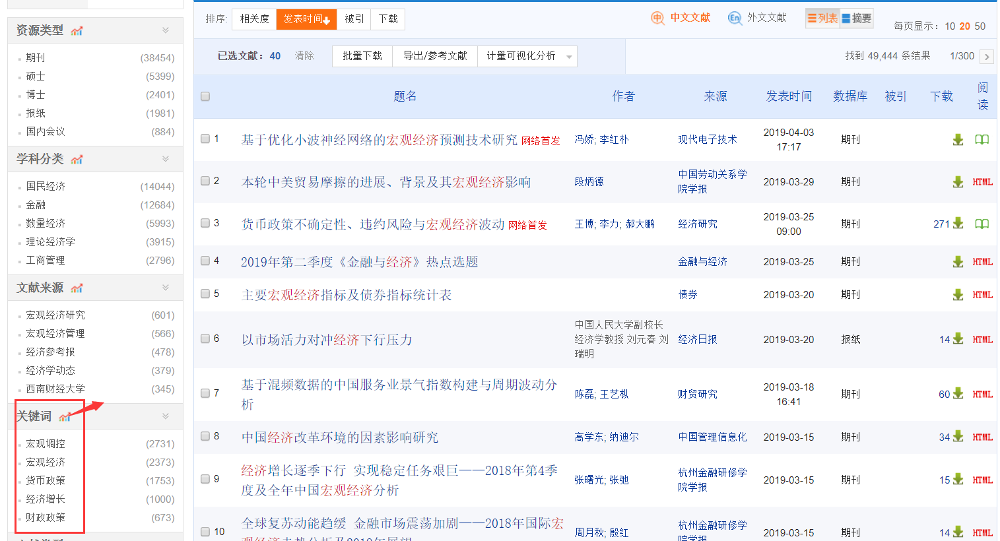 资源类型
期刊 (38454)
硕士 (5399)
博士 (2401)
报纸 (1981)
国内会议 (884)
学科分类
国民经济 (14044)
金融 (12684)
数量经济 (5993)
理论经济学 (3915)
工商管理 (2796)
文献来源
宏观经济研究 (601)
宏观经济管理 (566)
经济参考报 (478)
经济学动态 (379)
西南财经大学 (345)
关键词
宏观调控 (2731)
宏观经济 (2373)
货币政策 (1753)
经济增长 (1000)
财政政策 (673)
排序: 相关度 发表时间 被引 下载
中 中文文献 En 外文文献 列表 摘要 每页显示: 10 20 50
已选文献: 40 清除 批量下载 导出/参考文献 计量可视化分析 找到 49,444 条结果 1/300
题名 作者 来源 发表时间 数据库 被引 下载 阅
读
1 基于优化小波神经网络的宏观经济预测技术研究 网络首发 冯娇; 李红朴 现代电子技术 2019-04-03
17:17 期刊
2 本轮中美贸易摩擦的进展、背景及其宏观经济影响 段炳德 中国劳动关系学
院学报 2019-03-29 期刊 HTML
3 货币政策不确定性、违约风险与宏观经济波动 网络首发 王博; 李力; 郝大鹏 经济研究 2019-03-25
09:00 期刊 271
4 2019年第二季度《金融与经济》热点选题 金融与经济 2019-03-25 期刊 HTML
5 主要宏观经济指标及债券指标统计表 债券 2019-03-20 期刊 HTML
6 以市场活力对冲经济下行压力 中国人民大学副校长
经济学教授 刘元春 刘
瑞明 经济日报 2019-03-20 报纸 14 HTML
7 基于混频数据的中国服务业景气指数构建与周期波动分
析 陈磊; 王艺枞 财贸研究 2019-03-18
16:41 期刊 60 HTML
8 中国经济改革环境的因素影响研究 高学东; 纳迪尔 中国管理信息化 2019-03-15 期刊 34 HTML
9 经济增长逐季下行 实现稳定任务艰巨——2018年第4季
度及全年中国宏观经济分析 张曙光; 张弛 杭州金融研修学
院学报 2019-03-15 期刊 15 HTML
10 全球复苏动能趋缓 金融市场震荡加剧——2018年国际宏
周月秋; 殷红 杭州金融研修学
2019-03-15 期刊 14 HTML